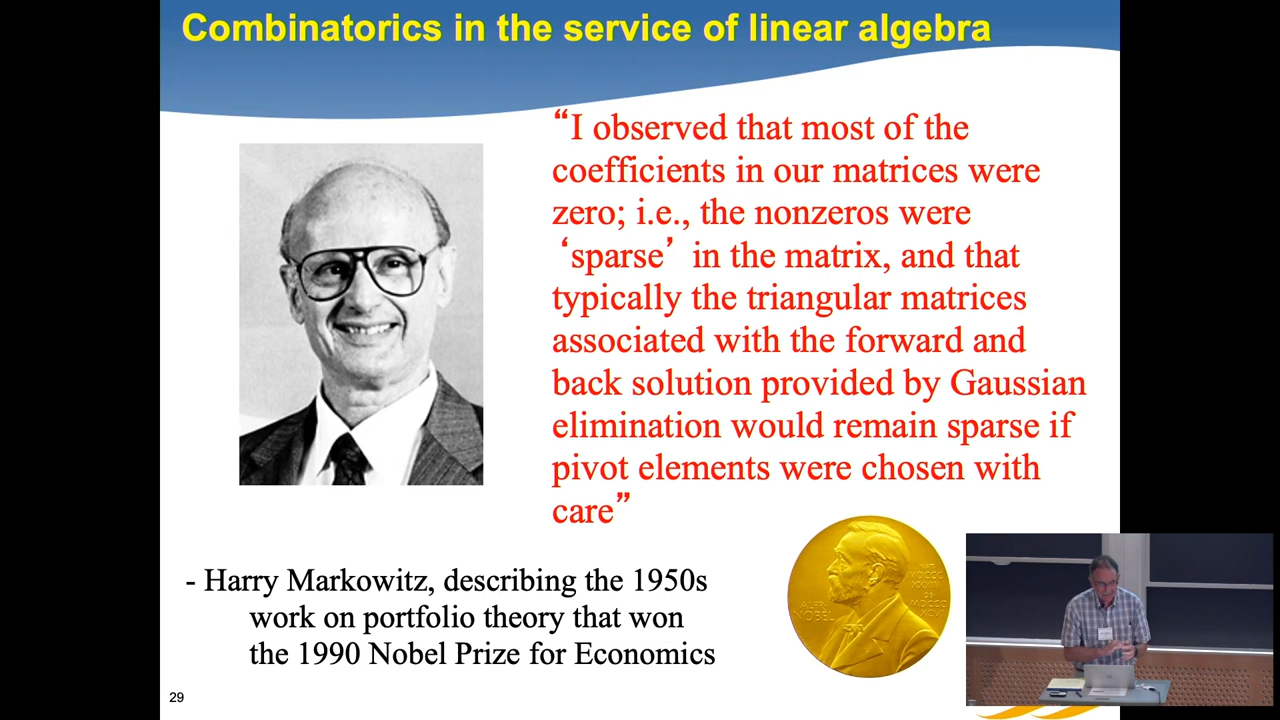 Combinatorics in the service of linear algebra
“I observed that most of the
coefficients in our matrices were
zero; i.e., the nonzeros were
‘sparse’ in the matrix, and that
typically the triangular matrices
associated with the forward and
back solution provided by Gaussian
elimination would remain sparse if
pivot elements were chosen with
care”
- Harry Markowitz, describing the 1950s
work on portfolio theory that won
the 1990 Nobel Prize for Economics
29